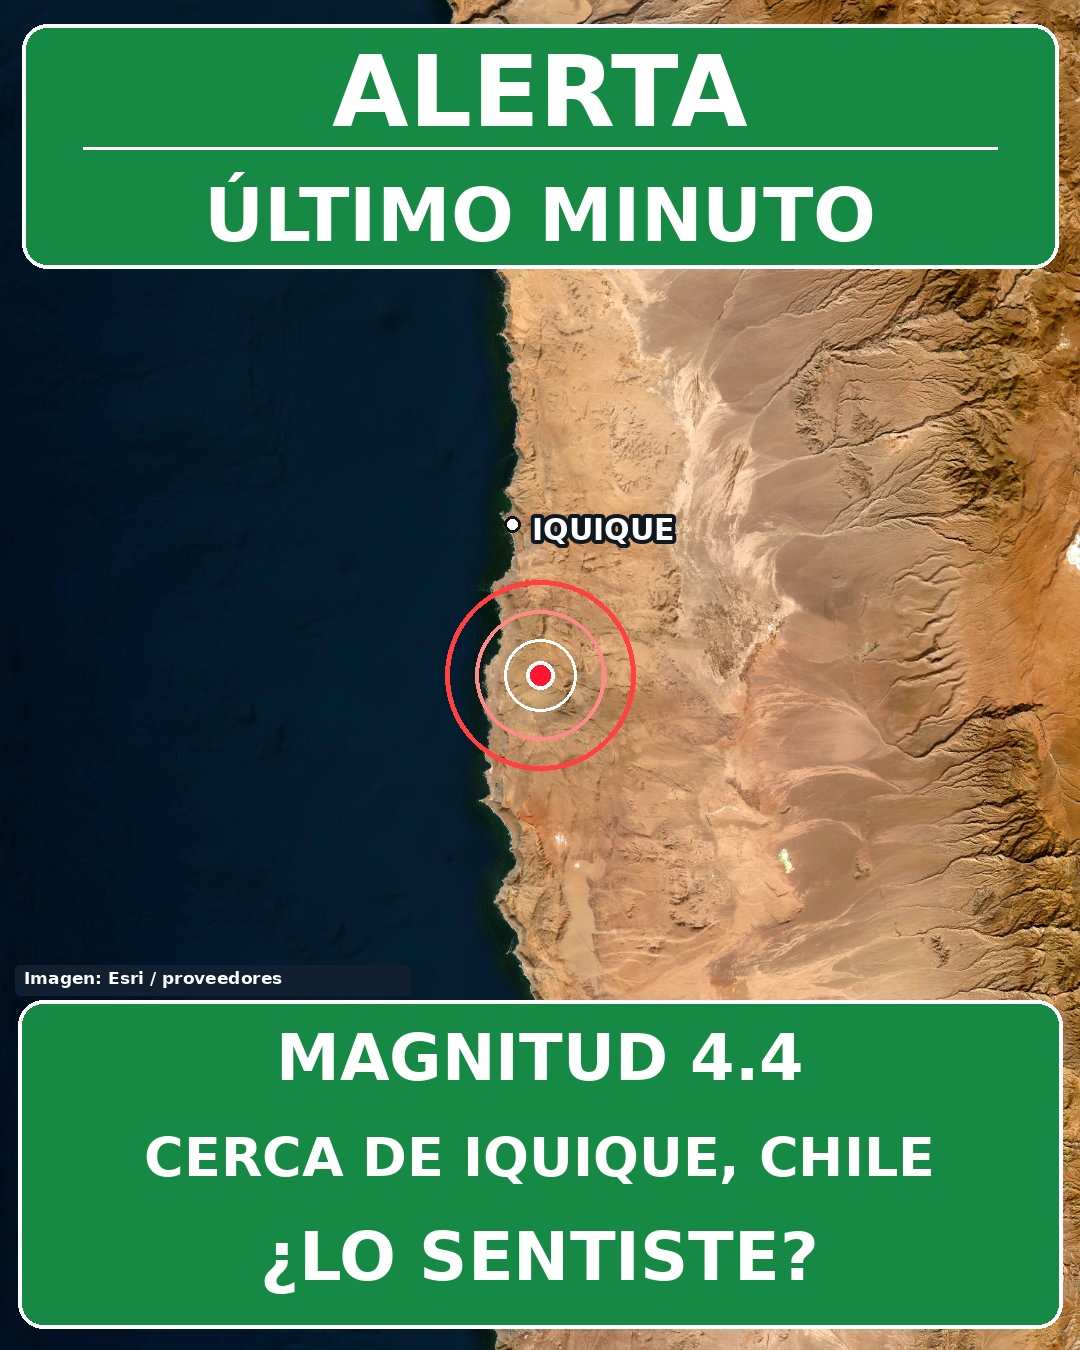 ALERTA
ÚLTIMO MINUTO
IQUIQUE
Imagen: Esri / proveedores
MAGNITUD 4.4
CERCA DE IQUIQUE, CHILE
¿LO SENTISTE?